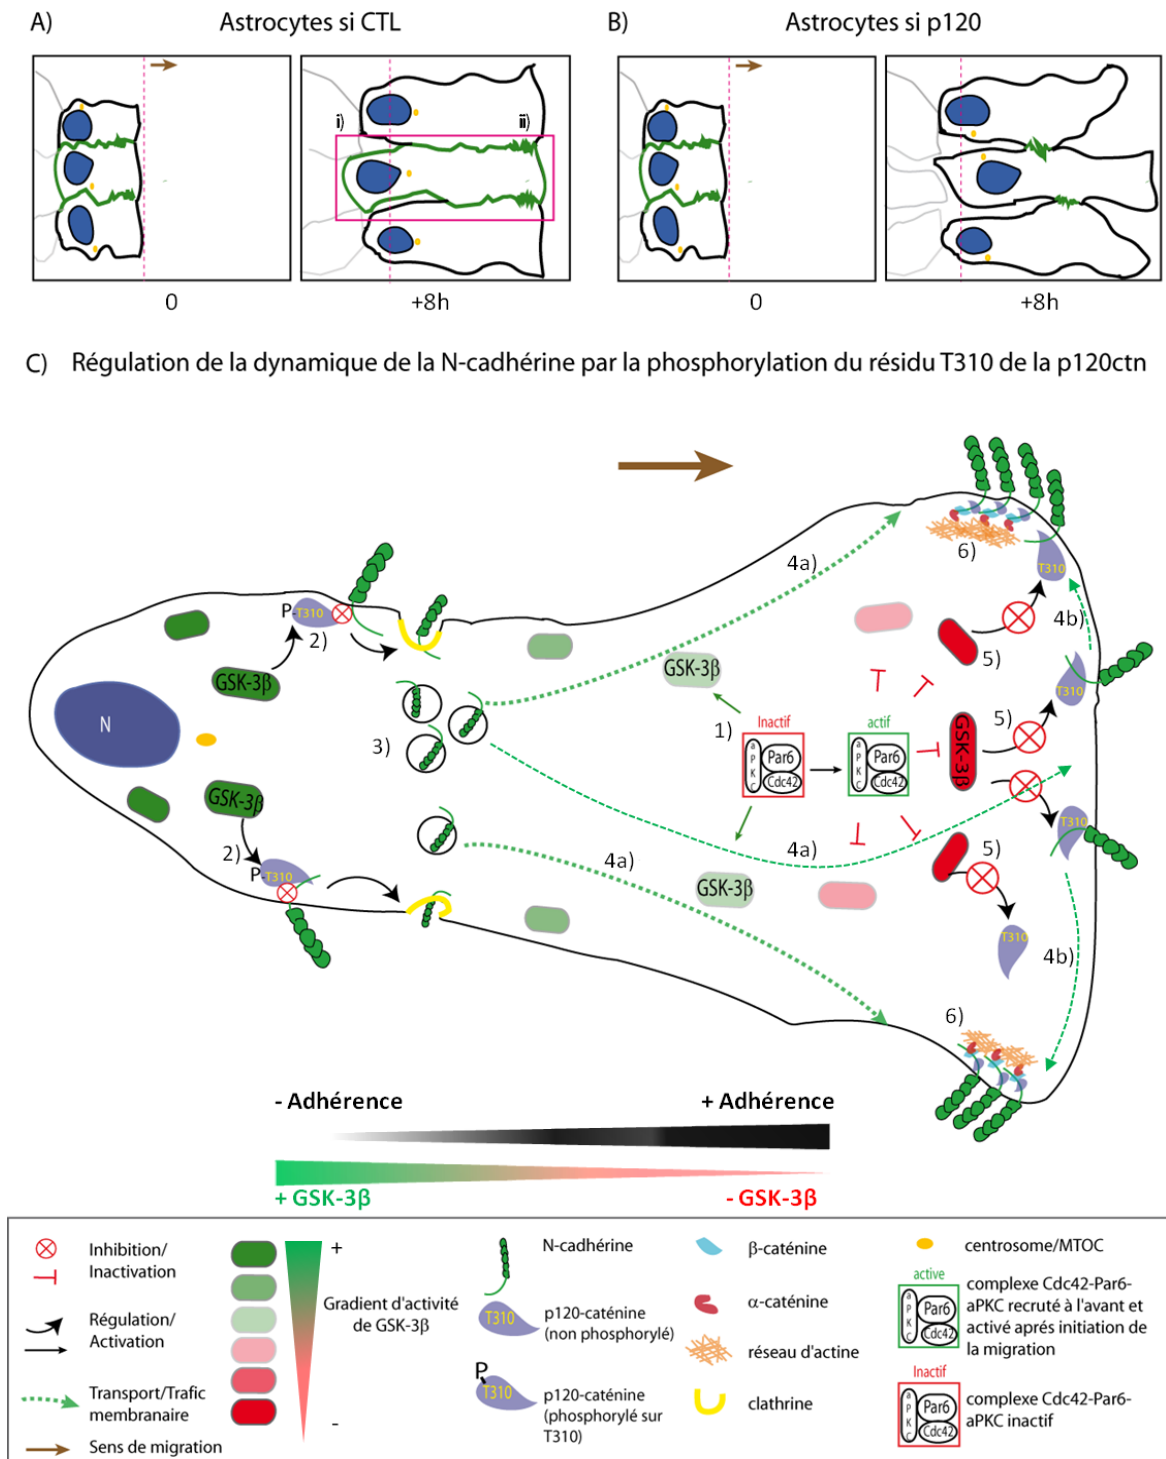 A) Astrocytes si CTL
B) Astrocytes si p120
i) ii)
0
+8h
0
+8h
C) Régulation de la dynamique de la N-cadhérine par la phosphorylation du résidu T310 de la p120ctn
4a)
6)
T310
P-T310
2)
4b)
5)
GSK-3β
GSK-3β
T310
N
1)
Inactif
actif
5)
GSK-3β
3)
aPKC
Par6
Cdc42
aPKC
Par6
Cdc42
GSK-3β
T310
2)
4a)
4a)
5)
P-T310
GSK-3β
T310
4b)
6)
- Adhérence
+ Adhérence
+ GSK-3β
- GSK-3β
Inhibition/
Inactivation
Régulation/
Activation
Transport/Trafic
membranaire
Sens de migration
+
Gradient d'activité
de GSK-3β
-
N-cadhérine
T310
p120-caténine
(non phosphorylé)
P
T310
p120-caténine
(phosphorylé sur
T310)
β-caténine
α-caténine
réseau d'actine
clathrine
centrosome/MTOC
active
aPKC
Par6
Cdc42
complexe Cdc42-Par6-
aPKC recruté à l'avant et
activé aprés initiation de
la migration
Inactif
aPKC
Par6
Cdc42
complexe Cdc42-Par6-
aPKC inactif